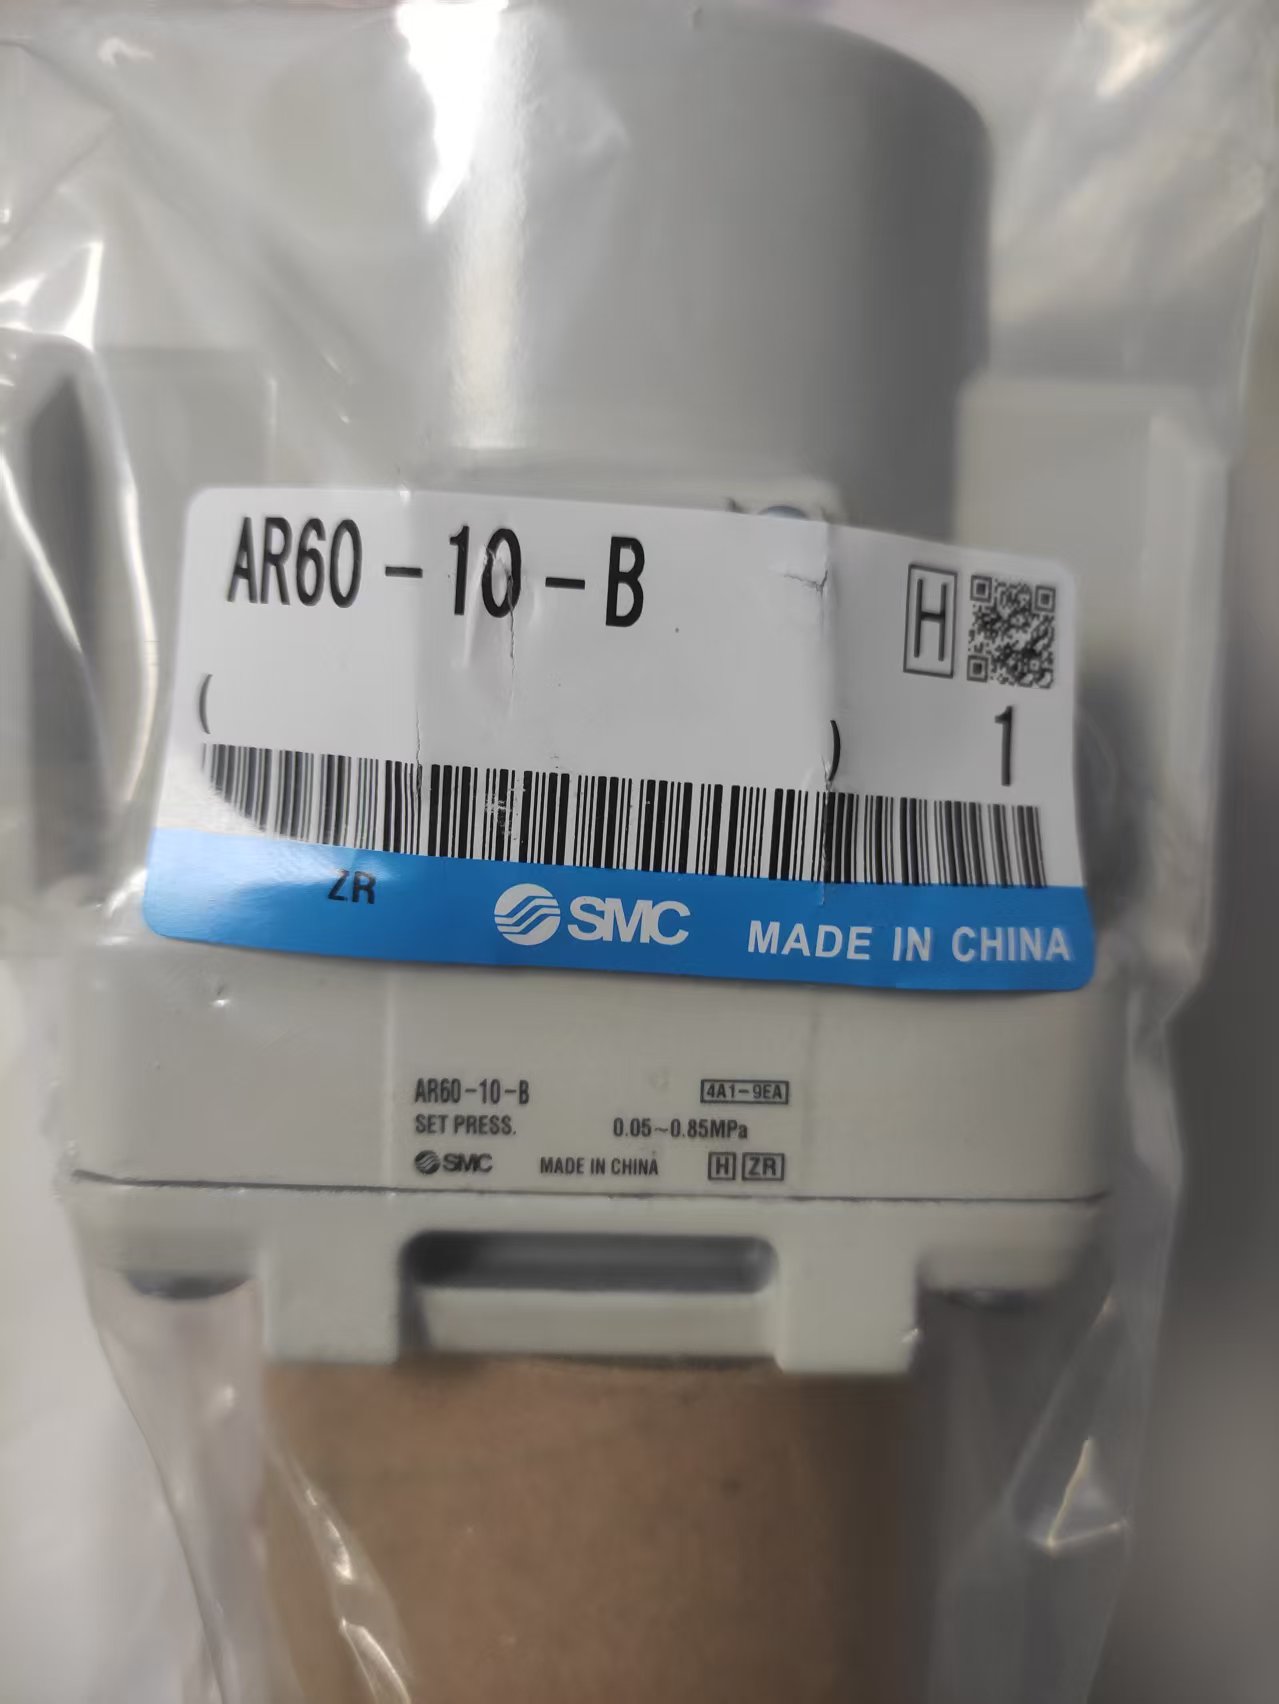 AR60-10-B
H
( ) 1
ZR SMC MADE IN CHINA
AR60-10-B 4A1-9EA
SET PRESS. 0.05~0.85MPa
SMC MADE IN CHINA H ZR